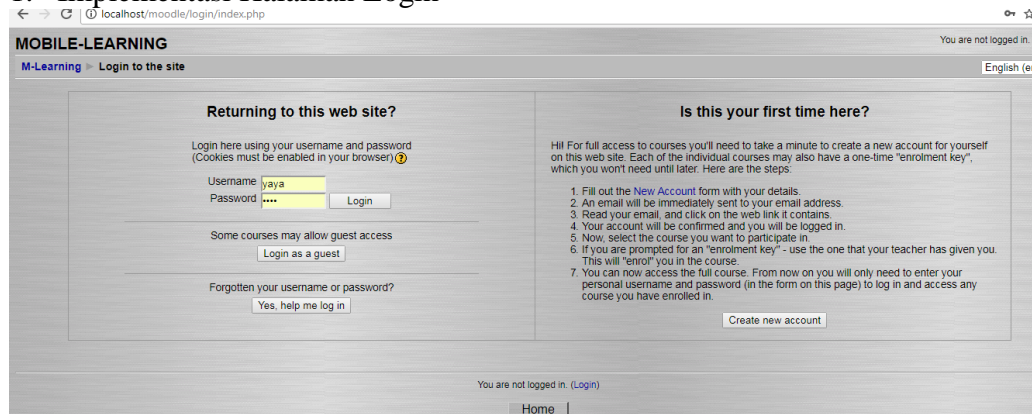 1. Implementasi Halaman Login
localhost/moodle/login/index.php
MOBILE-LEARNING
You are not logged in.
M-Learning ► Login to the site
English (e
Returning to this web site?
Login here using your username and password
(Cookies must be enabled in your browser) ?
Username yaya
Password ••••
Login
Some courses may allow guest access
Login as a guest
Forgotten your username or password?
Yes, help me log in
Is this your first time here?
Hi! For full access to courses you'll need to take a minute to create a new account for yourself
on this web site. Each of the individual courses may also have a one-time "enrolment key",
which you won't need until later. Here are the steps:
1. Fill out the New Account form with your details.
2. An email will be immediately sent to your email address.
3. Read your email, and click on the web link it contains.
4. Your account will be confirmed and you will be logged in.
5. Now, select the course you want to participate in.
6. If you are prompted for an "enrolment key" - use the one that your teacher has given you.
This will "enrol" you in the course.
7. You can now access the full course. From now on you will only need to enter your
personal username and password (in the form on this page) to log in and access any
course you have enrolled in.
Create new account
You are not logged in. (Login)
Home